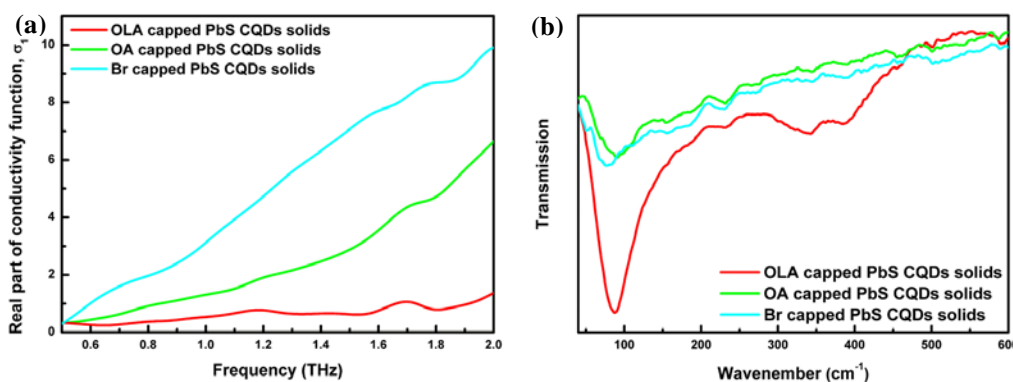 (a)
OLA capped PbS CQDs solids
OA capped PbS CQDs solids
Br capped PbS CQDs solids
Real part of conductivity function, σ1
10
8
6
4
2
0
0.6 0.8 1.0 1.2 1.4 1.6 1.8 2.0
Frequency (THz)
(b)
Transmission
OLA capped PbS CQDs solids
OA capped PbS CQDs solids
Br capped PbS CQDs solids
100 200 300 400 500 600
Wavenember (cm-1)